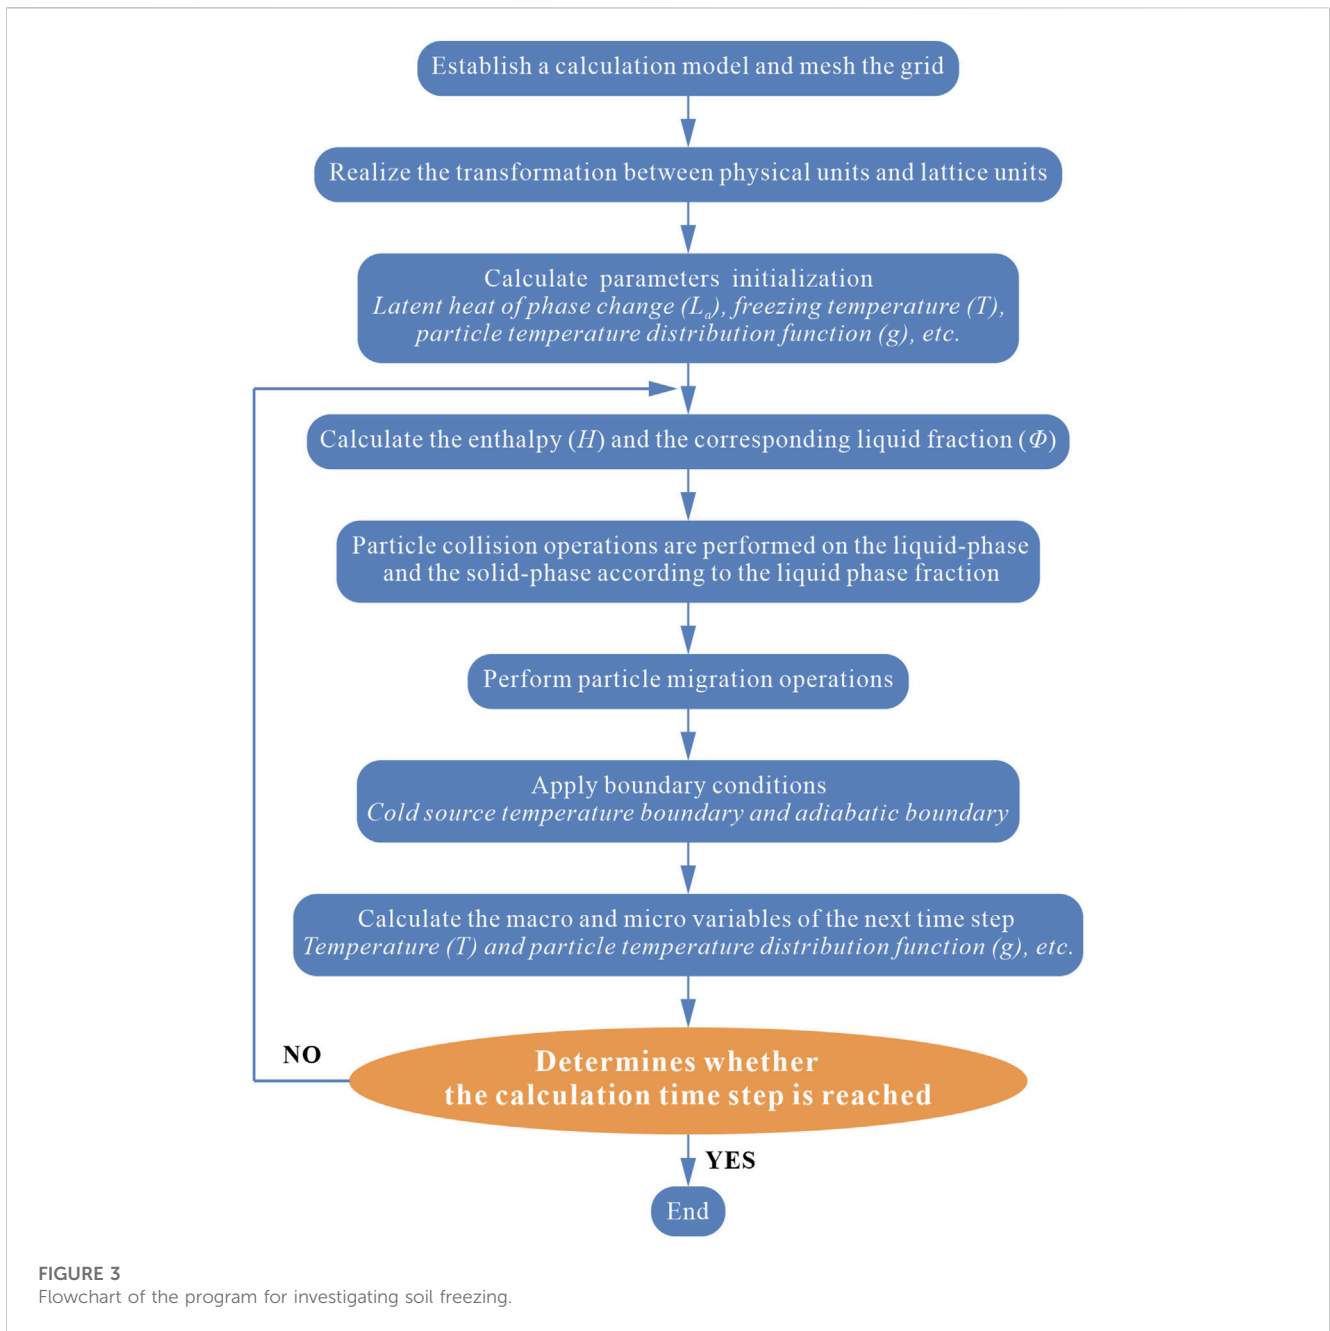 Establish a calculation model and mesh the grid
Realize the transformation between physical units and lattice units
Calculate parameters initialization
Latent heat of phase change (Lₐ), freezing temperature (T),
particle temperature distribution function (g), etc.
Calculate the enthalpy (H) and the corresponding liquid fraction (Φ)
Particle collision operations are performed on the liquid-phase
and the solid-phase according to the liquid phase fraction
Perform particle migration operations
Apply boundary conditions
Cold source temperature boundary and adiabatic boundary
Calculate the macro and micro variables of the next time step
Temperature (T) and particle temperature distribution function (g), etc.
NO
Determines whether
the calculation time step is reached
YES
End
FIGURE 3
Flowchart of the program for investigating soil freezing.